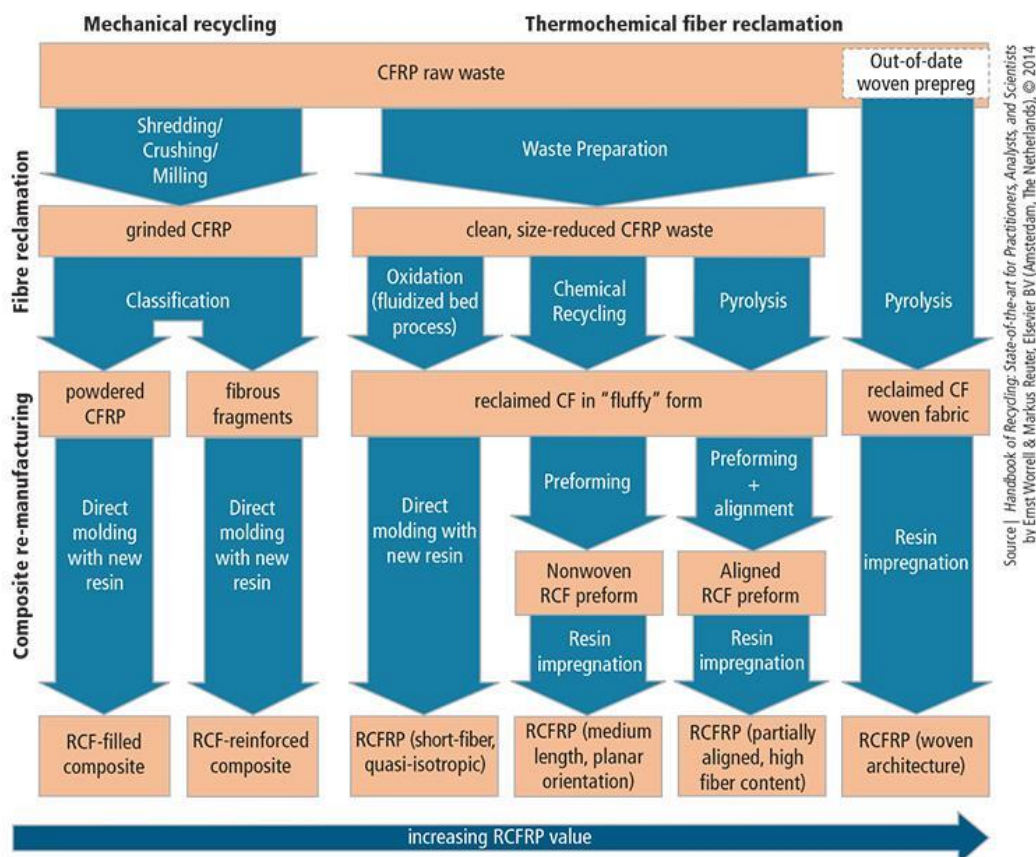 Mechanical recycling
Thermochemical fiber reclamation
CFRP raw waste
Out-of-date
woven prepreg
Shredding/
Crushing/
Milling
Waste Preparation
Fibre reclamation
grinded CFRP
clean, size-reduced CFRP waste
Classification
Oxidation
(fluidized bed
process)
Chemical
Recycling
Pyrolysis
Pyrolysis
powdered
CFRP
fibrous
fragments
reclaimed CF in "fluffy" form
reclaimed CF
woven fabric
Composite re-manufacturing
Direct
molding
with new
resin
Direct
molding
with new
resin
Direct
molding with
new resin
Preforming
Preforming
+
alignment
Resin
impregnation
Nonwoven
RCF preform
Aligned
RCF preform
Resin
impregnation
Resin
impregnation
RCF-filled
composite
RCF-reinforced
composite
RCFRP (short-fiber,
quasi-isotropic)
RCFRP (medium
length, planar
orientation)
RCFRP (partially
aligned, high
fiber content)
RCFRP (woven
architecture)
increasing RCFRP value
Source | Handbook of Recycling: State-of-the-art for Practitioners, Analysts, and Scientists
by Ernst Worrell & Markus Reuter, Elsevier BV (Amsterdam, The Netherlands), © 2014